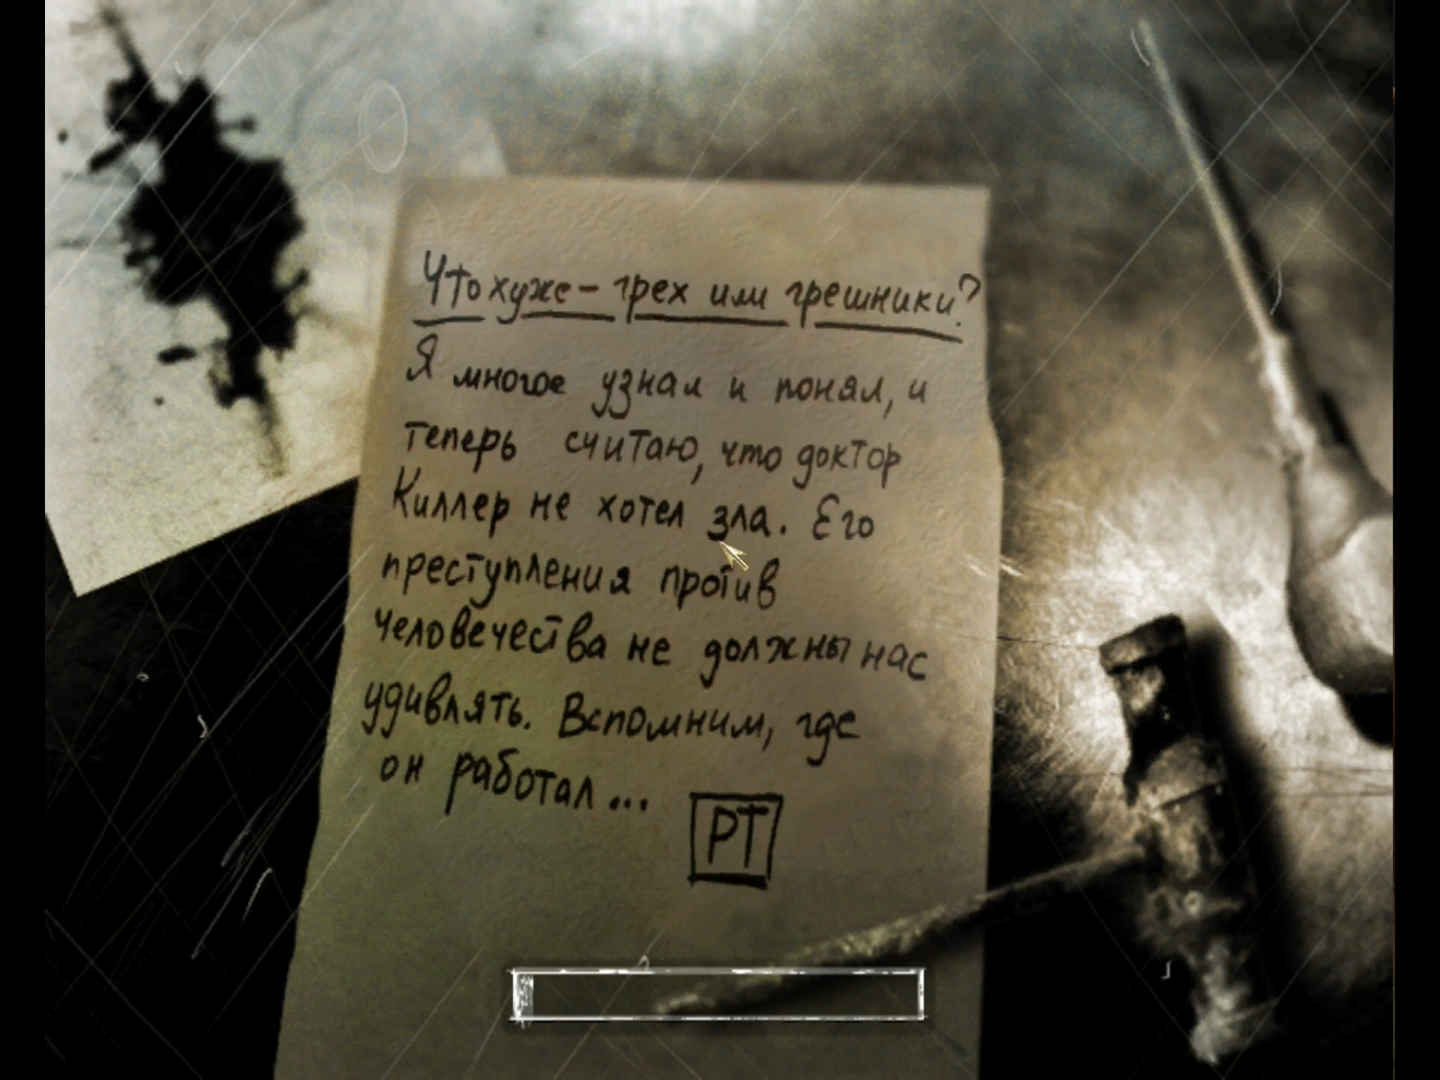 Что хуже - грех или грешники?
Я многое узнал и понял, и
теперь считаю, что доктор
Киллер не хотел зла. Его
преступления против
человечества не должны нас
удивлять. Вспомним, где
он работал...
РТ